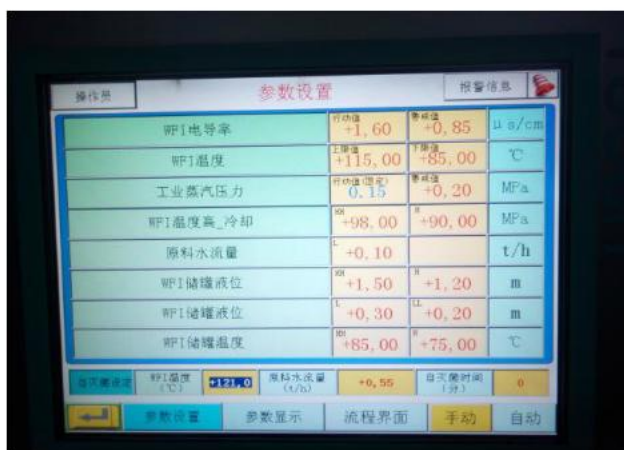 操作员 参数设置 报警信息
WFI电导率 行动值 +1,60 警戒值 +0,85 μs/cm
WFI温度 上限值 +115,00 下限值 +85,00 ℃
工业蒸汽压力 行动值(固定) 0,15 警戒值 +0,20 MPa
WFI温度高_冷却 HH +98,00 H +90,00 MPa
原料水流量 L +0,10 t/h
WFI储罐液位 HH +1,50 H +1,20 m
WFI储罐液位 L +0,30 LL +0,20 m
WFI储罐温度 HH +85,00 H +75,00 ℃
自灭菌设定 WFI温度(℃) +121,0 原料水流量(t/h) +0,55 自灭菌时间(分) 0
参数设置 参数显示 流程界面 手动 自动